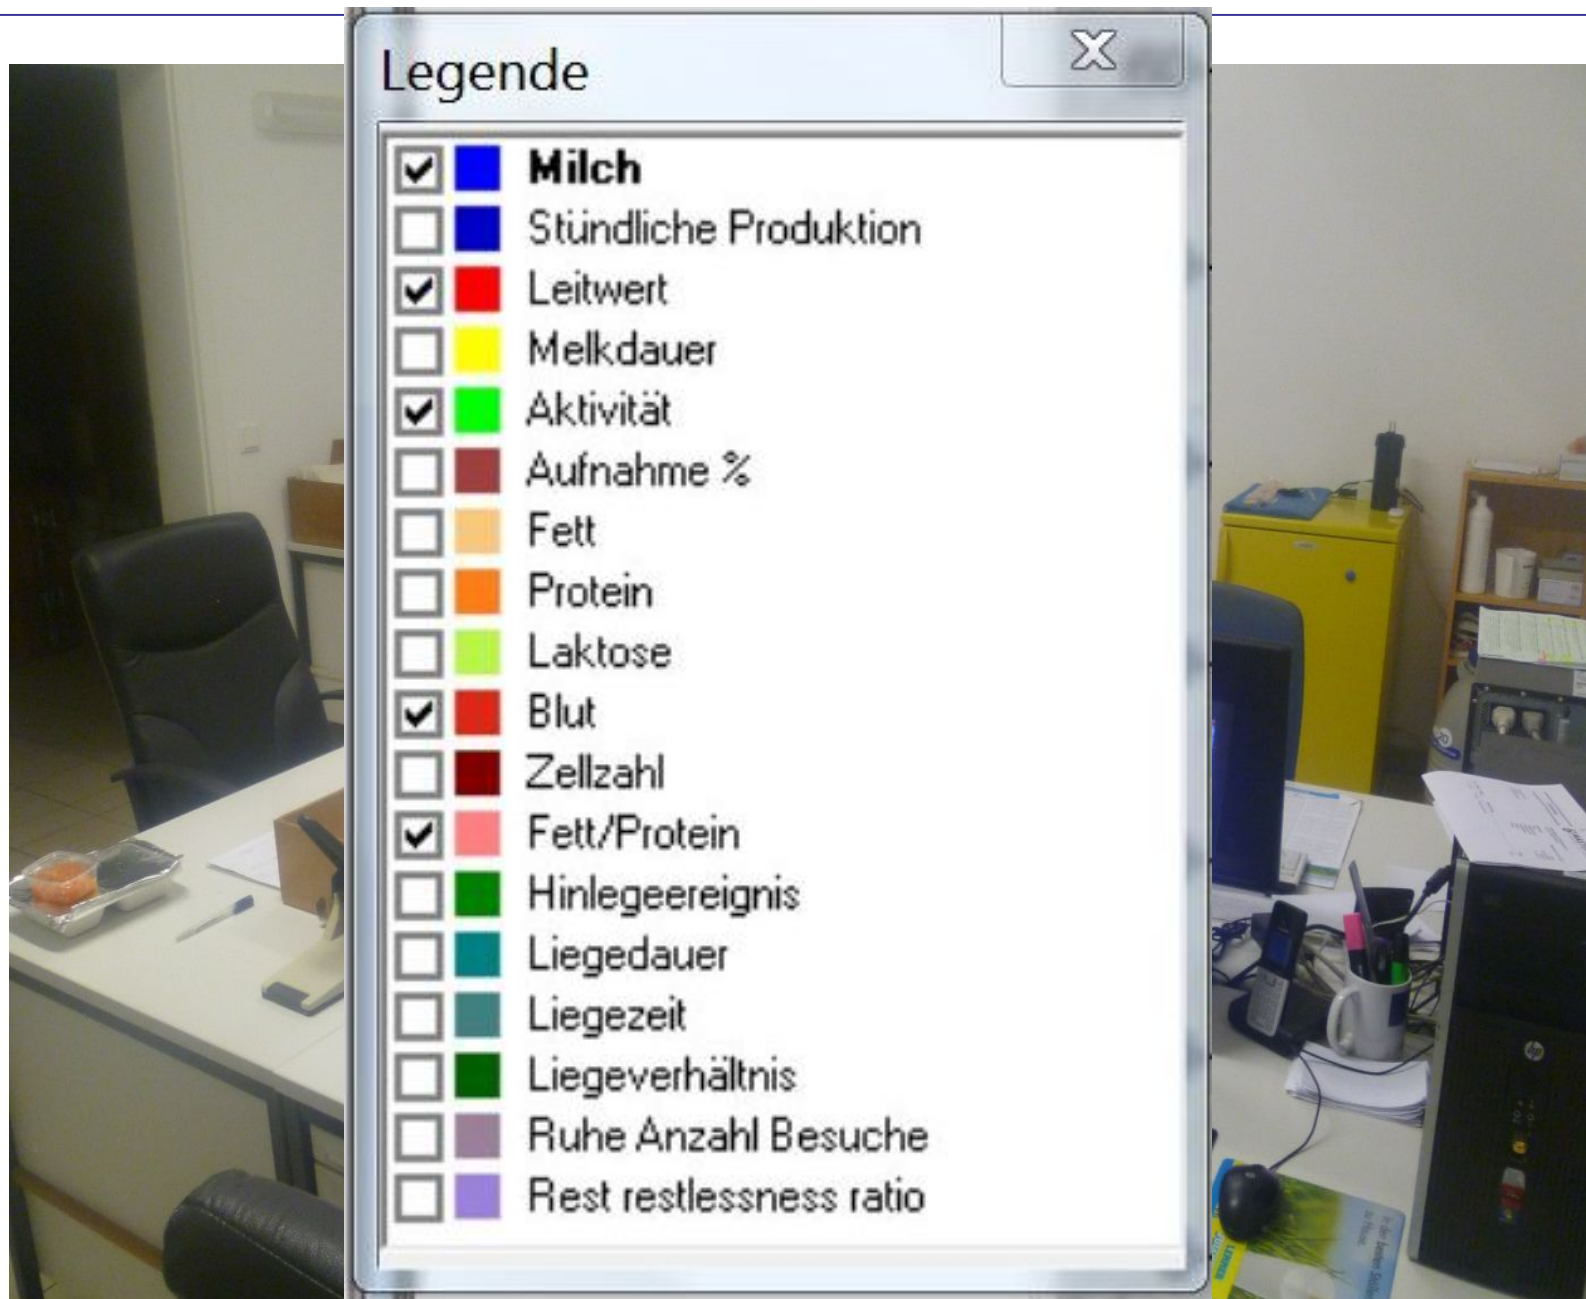 Legende
Milch
Stündliche Produktion
Leitwert
Melkdauer
Aktivität
Aufnahme %
Fett
Protein
Laktose
Blut
Zellzahl
Fett/Protein
Hinlegeereignis
Liegedauer
Liegezeit
Liegeverhältnis
Ruhe Anzahl Besuche
Rest restlessness ratio
hp